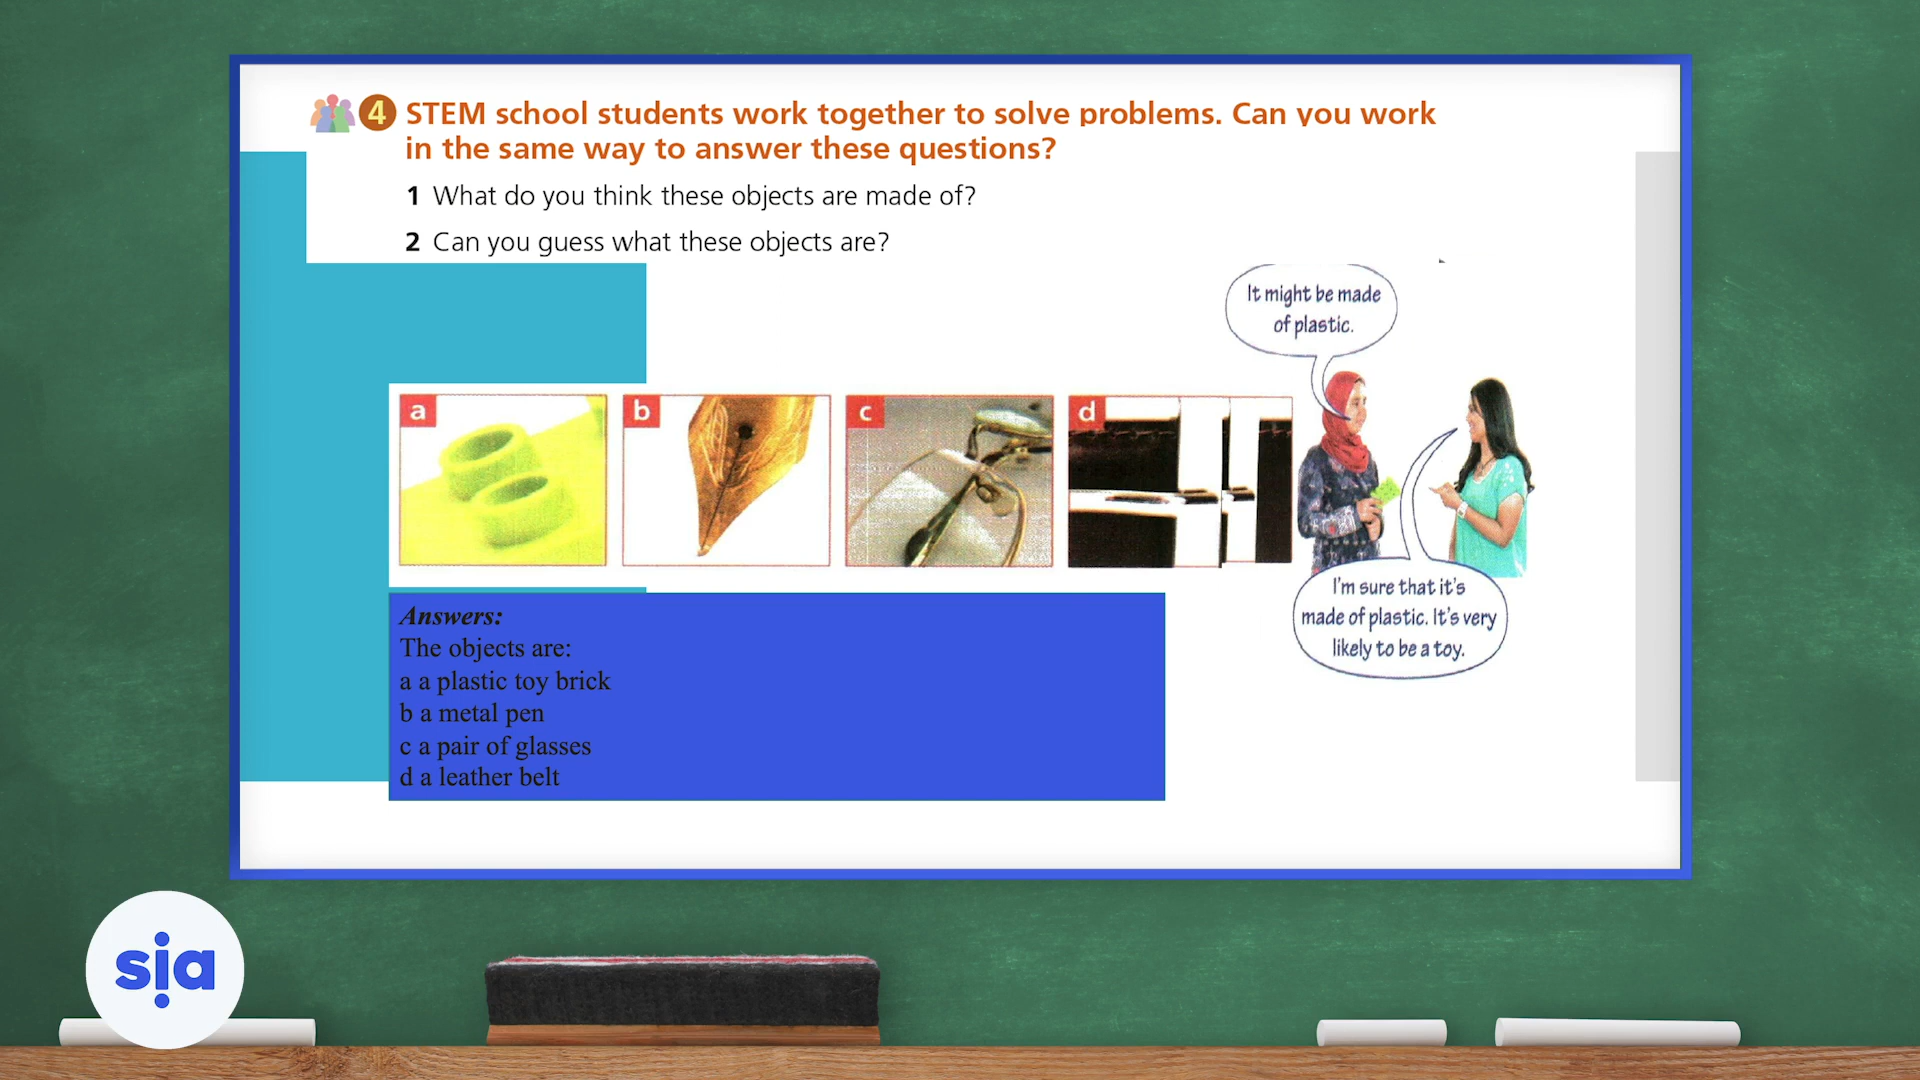 4 STEM school students work together to solve problems. Can you work
in the same way to answer these questions?
1 What do you think these objects are made of?
2 Can you guess what these objects are?
It might be made
of plastic.
a
b
c
d
I'm sure that it's
made of plastic. It's very
likely to be a toy.
Answers:
The objects are:
a a plastic toy brick
b a metal pen
c a pair of glasses
d a leather belt
sia